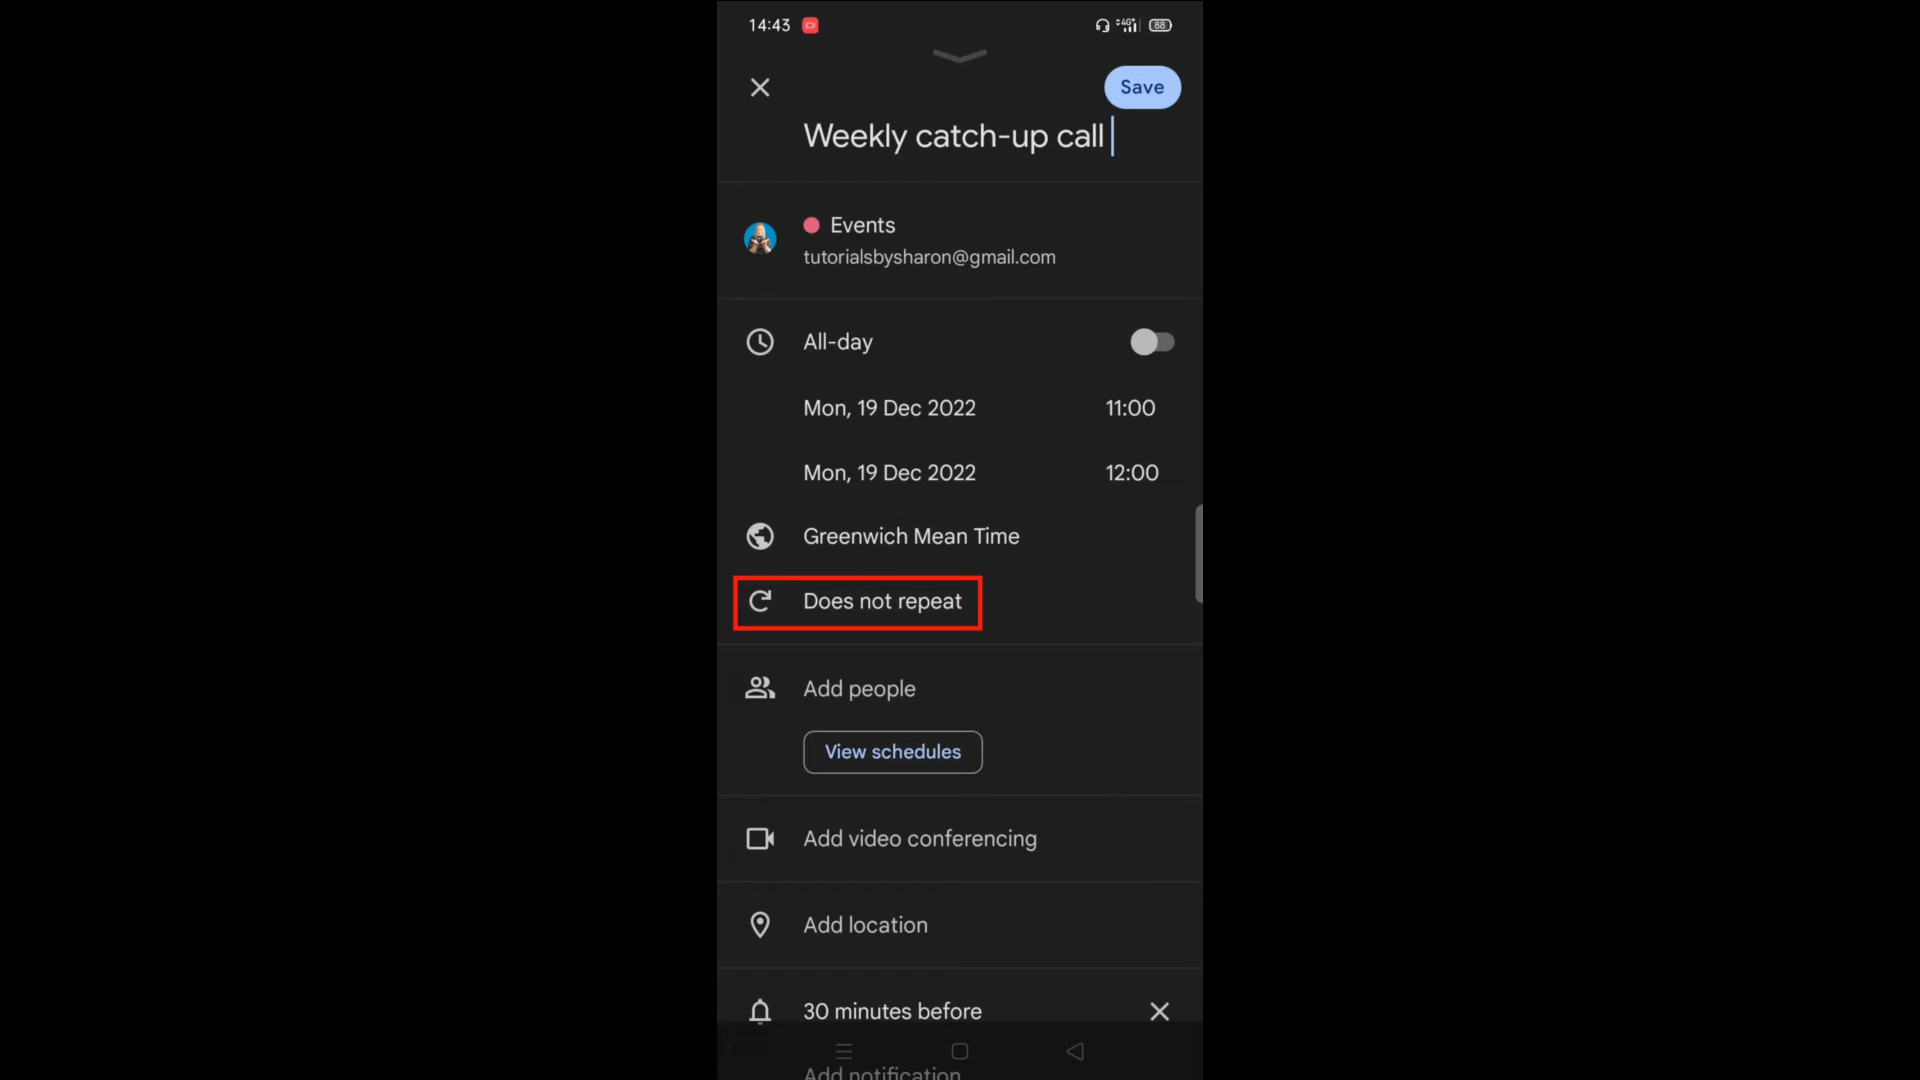 14:43
4G+ 88
Save
Weekly catch-up call
Events
tutorialsbysharon@gmail.com
All-day
Mon, 19 Dec 2022 11:00
Mon, 19 Dec 2022 12:00
Greenwich Mean Time
Does not repeat
Add people
View schedules
Add video conferencing
Add location
30 minutes before
Add notification